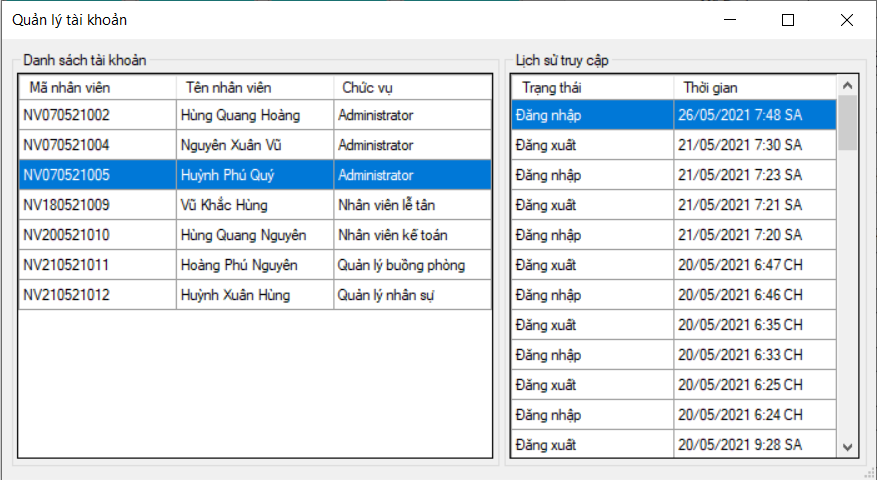 Quản lý tài khoản
Danh sách tài khoản
Mã nhân viên Tên nhân viên Chức vụ
NV070521002 Hùng Quang Hoàng Administrator
NV070521004 Nguyên Xuân Vũ Administrator
NV070521005 Huỳnh Phú Quý Administrator
NV180521009 Vũ Khắc Hùng Nhân viên lễ tân
NV200521010 Hùng Quang Nguyên Nhân viên kế toán
NV210521011 Hoàng Phú Nguyên Quản lý buồng phòng
NV210521012 Huỳnh Xuân Hùng Quản lý nhân sự
Lịch sử truy cập
Trạng thái Thời gian
Đăng nhập 26/05/2021 7:48 SA
Đăng xuất 21/05/2021 7:30 SA
Đăng nhập 21/05/2021 7:23 SA
Đăng xuất 21/05/2021 7:21 SA
Đăng nhập 21/05/2021 7:20 SA
Đăng xuất 20/05/2021 6:47 CH
Đăng nhập 20/05/2021 6:46 CH
Đăng xuất 20/05/2021 6:35 CH
Đăng nhập 20/05/2021 6:33 CH
Đăng xuất 20/05/2021 6:25 CH
Đăng nhập 20/05/2021 6:24 CH
Đăng xuất 20/05/2021 9:28 SA